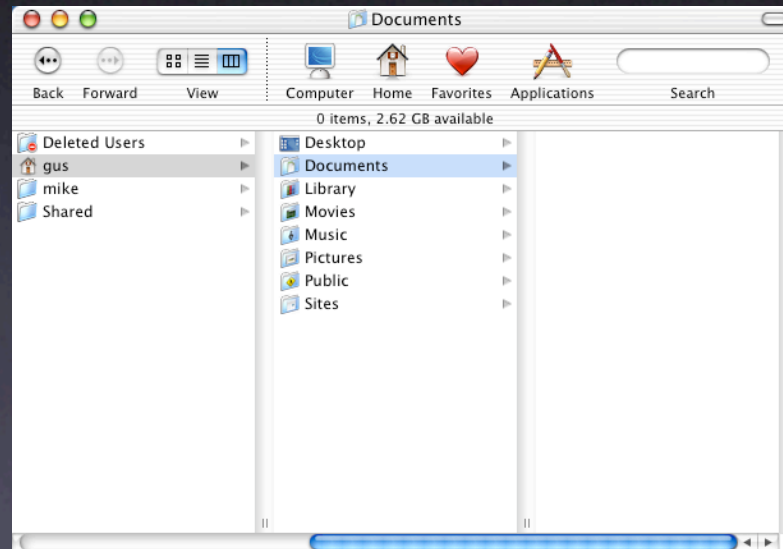 Documents
Back Forward View Computer Home Favorites Applications Search
0 items, 2.62 GB available
Deleted Users
gus
mike
Shared
Desktop
Documents
Library
Movies
Music
Pictures
Public
Sites